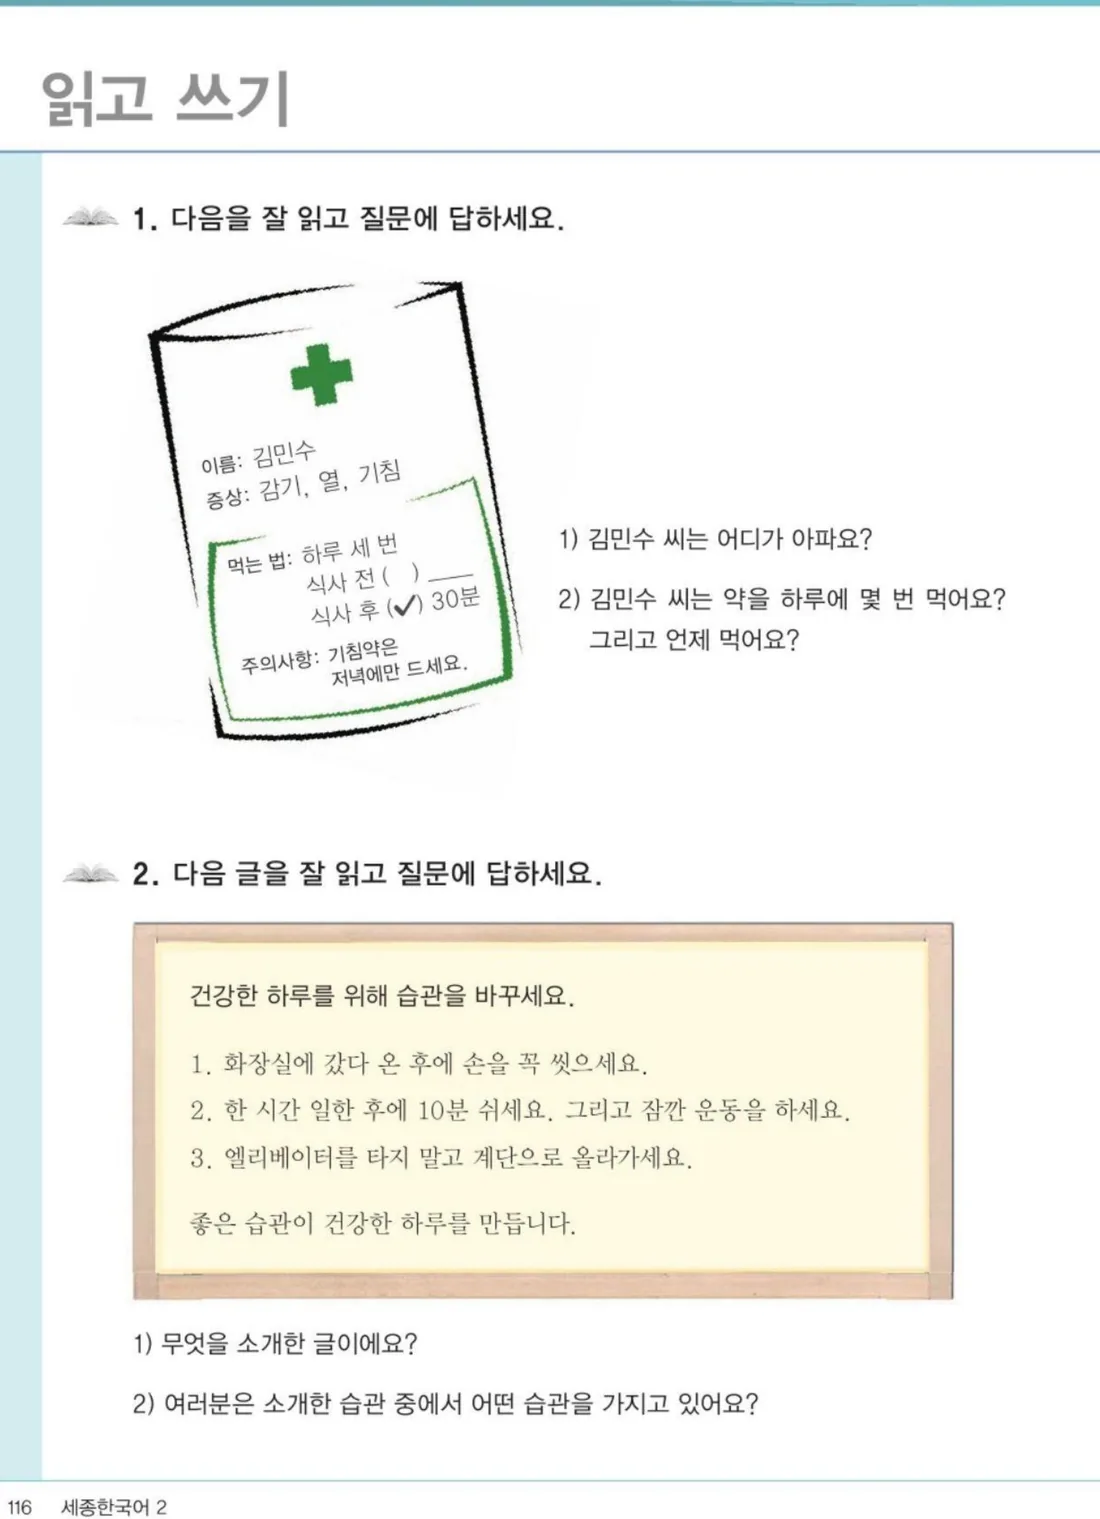 읽고 쓰기
1. 다음을 잘 읽고 질문에 답하세요.
이름: 김민수
증상: 감기, 열, 기침
먹는 법: 하루 세 번
식사 전 ( ) ____
식사 후 (✓) 30분
주의사항: 기침약은
저녁에만 드세요.
1) 김민수 씨는 어디가 아파요?
2) 김민수 씨는 약을 하루에 몇 번 먹어요?
그리고 언제 먹어요?
2. 다음 글을 잘 읽고 질문에 답하세요.
건강한 하루를 위해 습관을 바꾸세요.
1. 화장실에 갔다 온 후에 손을 꼭 씻으세요.
2. 한 시간 일한 후에 10분 쉬세요. 그리고 잠깐 운동을 하세요.
3. 엘리베이터를 타지 말고 계단으로 올라가세요.
좋은 습관이 건강한 하루를 만듭니다.
1) 무엇을 소개한 글이에요?
2) 여러분은 소개한 습관 중에서 어떤 습관을 가지고 있어요?
116 세종한국어 2